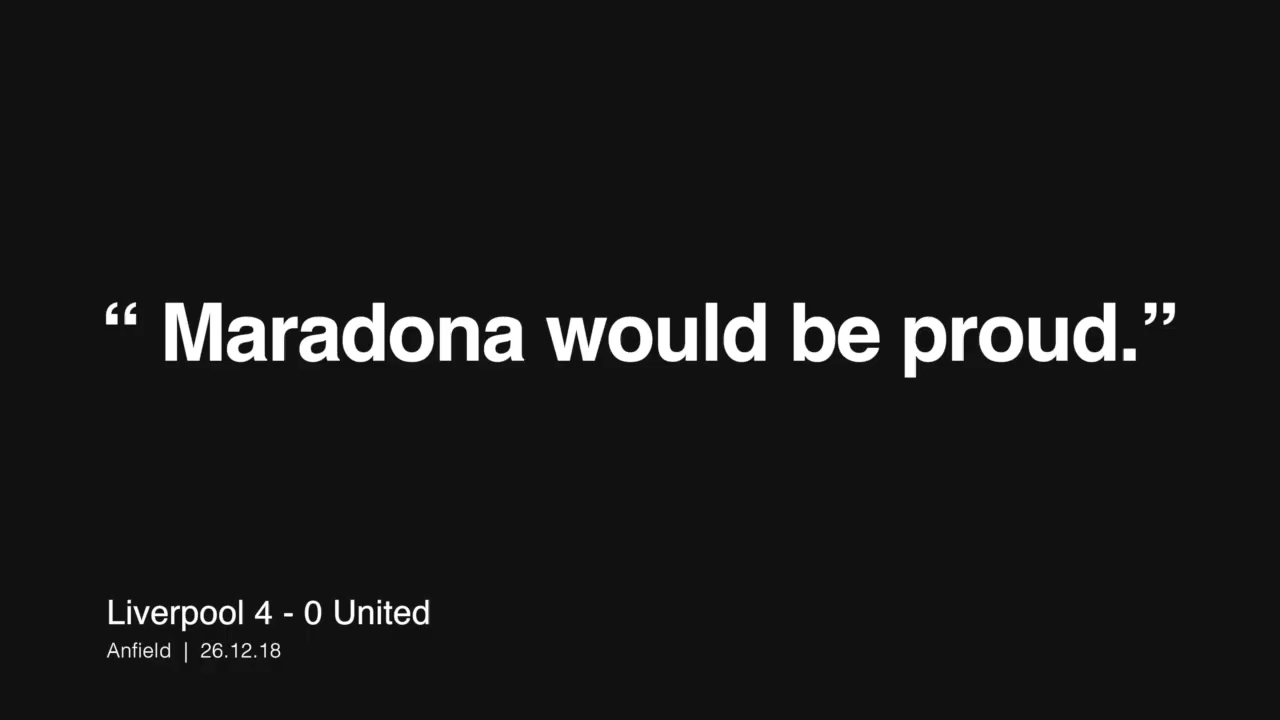 “ Maradona would be proud.”
Liverpool 4 - 0 United
Anfield | 26.12.18